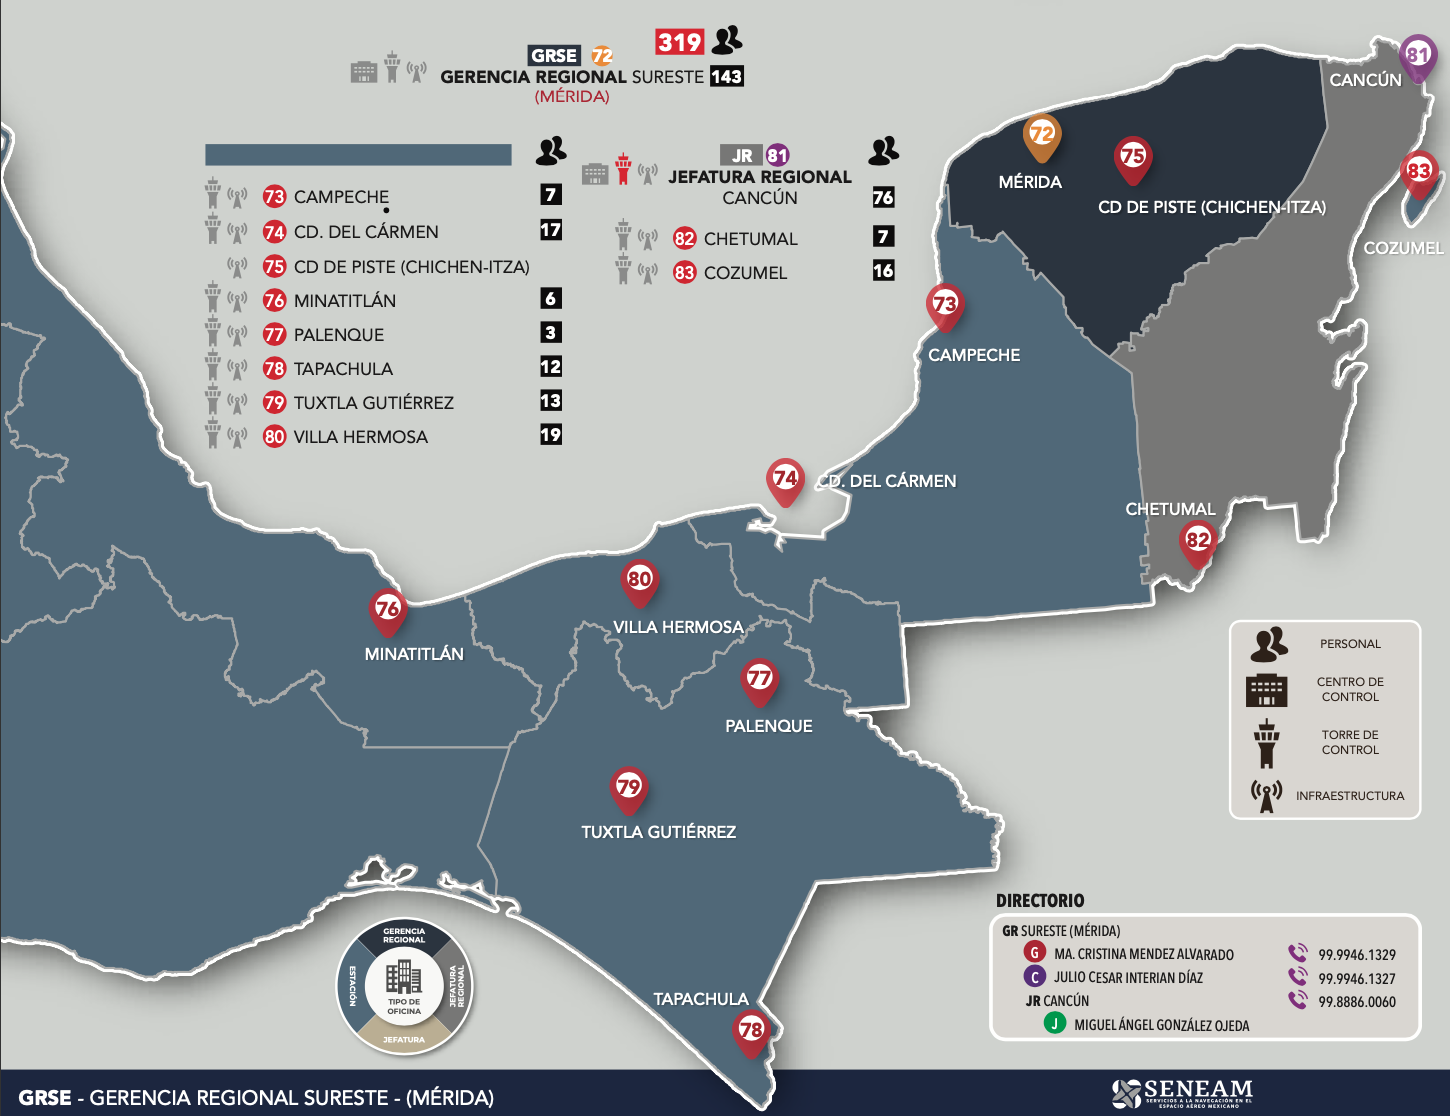 319
GRSE 72
GERENCIA REGIONAL SURESTE 143
(MÉRIDA)
73 CAMPECHE 7
74 CD. DEL CÁRMEN 17
75 CD DE PISTE (CHICHEN-ITZA)
76 MINATITLÁN 6
77 PALENQUE 3
78 TAPACHULA 12
79 TUXTLA GUTIÉRREZ 13
80 VILLA HERMOSA 19
JR 81
JEFATURA REGIONAL
CANCÚN 76
82 CHETUMAL 7
83 COZUMEL 16
81
CANCÚN
72
MÉRIDA
75
CD DE PISTE (CHICHEN-ITZA)
83
COZUMEL
73
CAMPECHE
74
CD. DEL CÁRMEN
CHETUMAL
82
80
VILLA HERMOSA
76
MINATITLÁN
77
PALENQUE
79
TUXTLA GUTIÉRREZ
TAPACHULA
78
PERSONAL
CENTRO DE
CONTROL
TORRE DE
CONTROL
INFRAESTRUCTURA
GERENCIA
REGIONAL
ESTACIÓN
JEFATURA
REGIONAL
TIPO DE
OFICINA
JEFATURA
DIRECTORIO
GR SURESTE (MÉRIDA)
G MA. CRISTINA MENDEZ ALVARADO 99.9946.1329
C JULIO CESAR INTERIAN DÍAZ 99.9946.1327
JR CANCÚN 99.8886.0060
J MIGUEL ÁNGEL GONZÁLEZ OJEDA
GRSE - GERENCIA REGIONAL SURESTE - (MÉRIDA)
SENEAM
SERVICIOS A LA NAVEGACIÓN EN EL
ESPACIO AÉREO MEXICANO